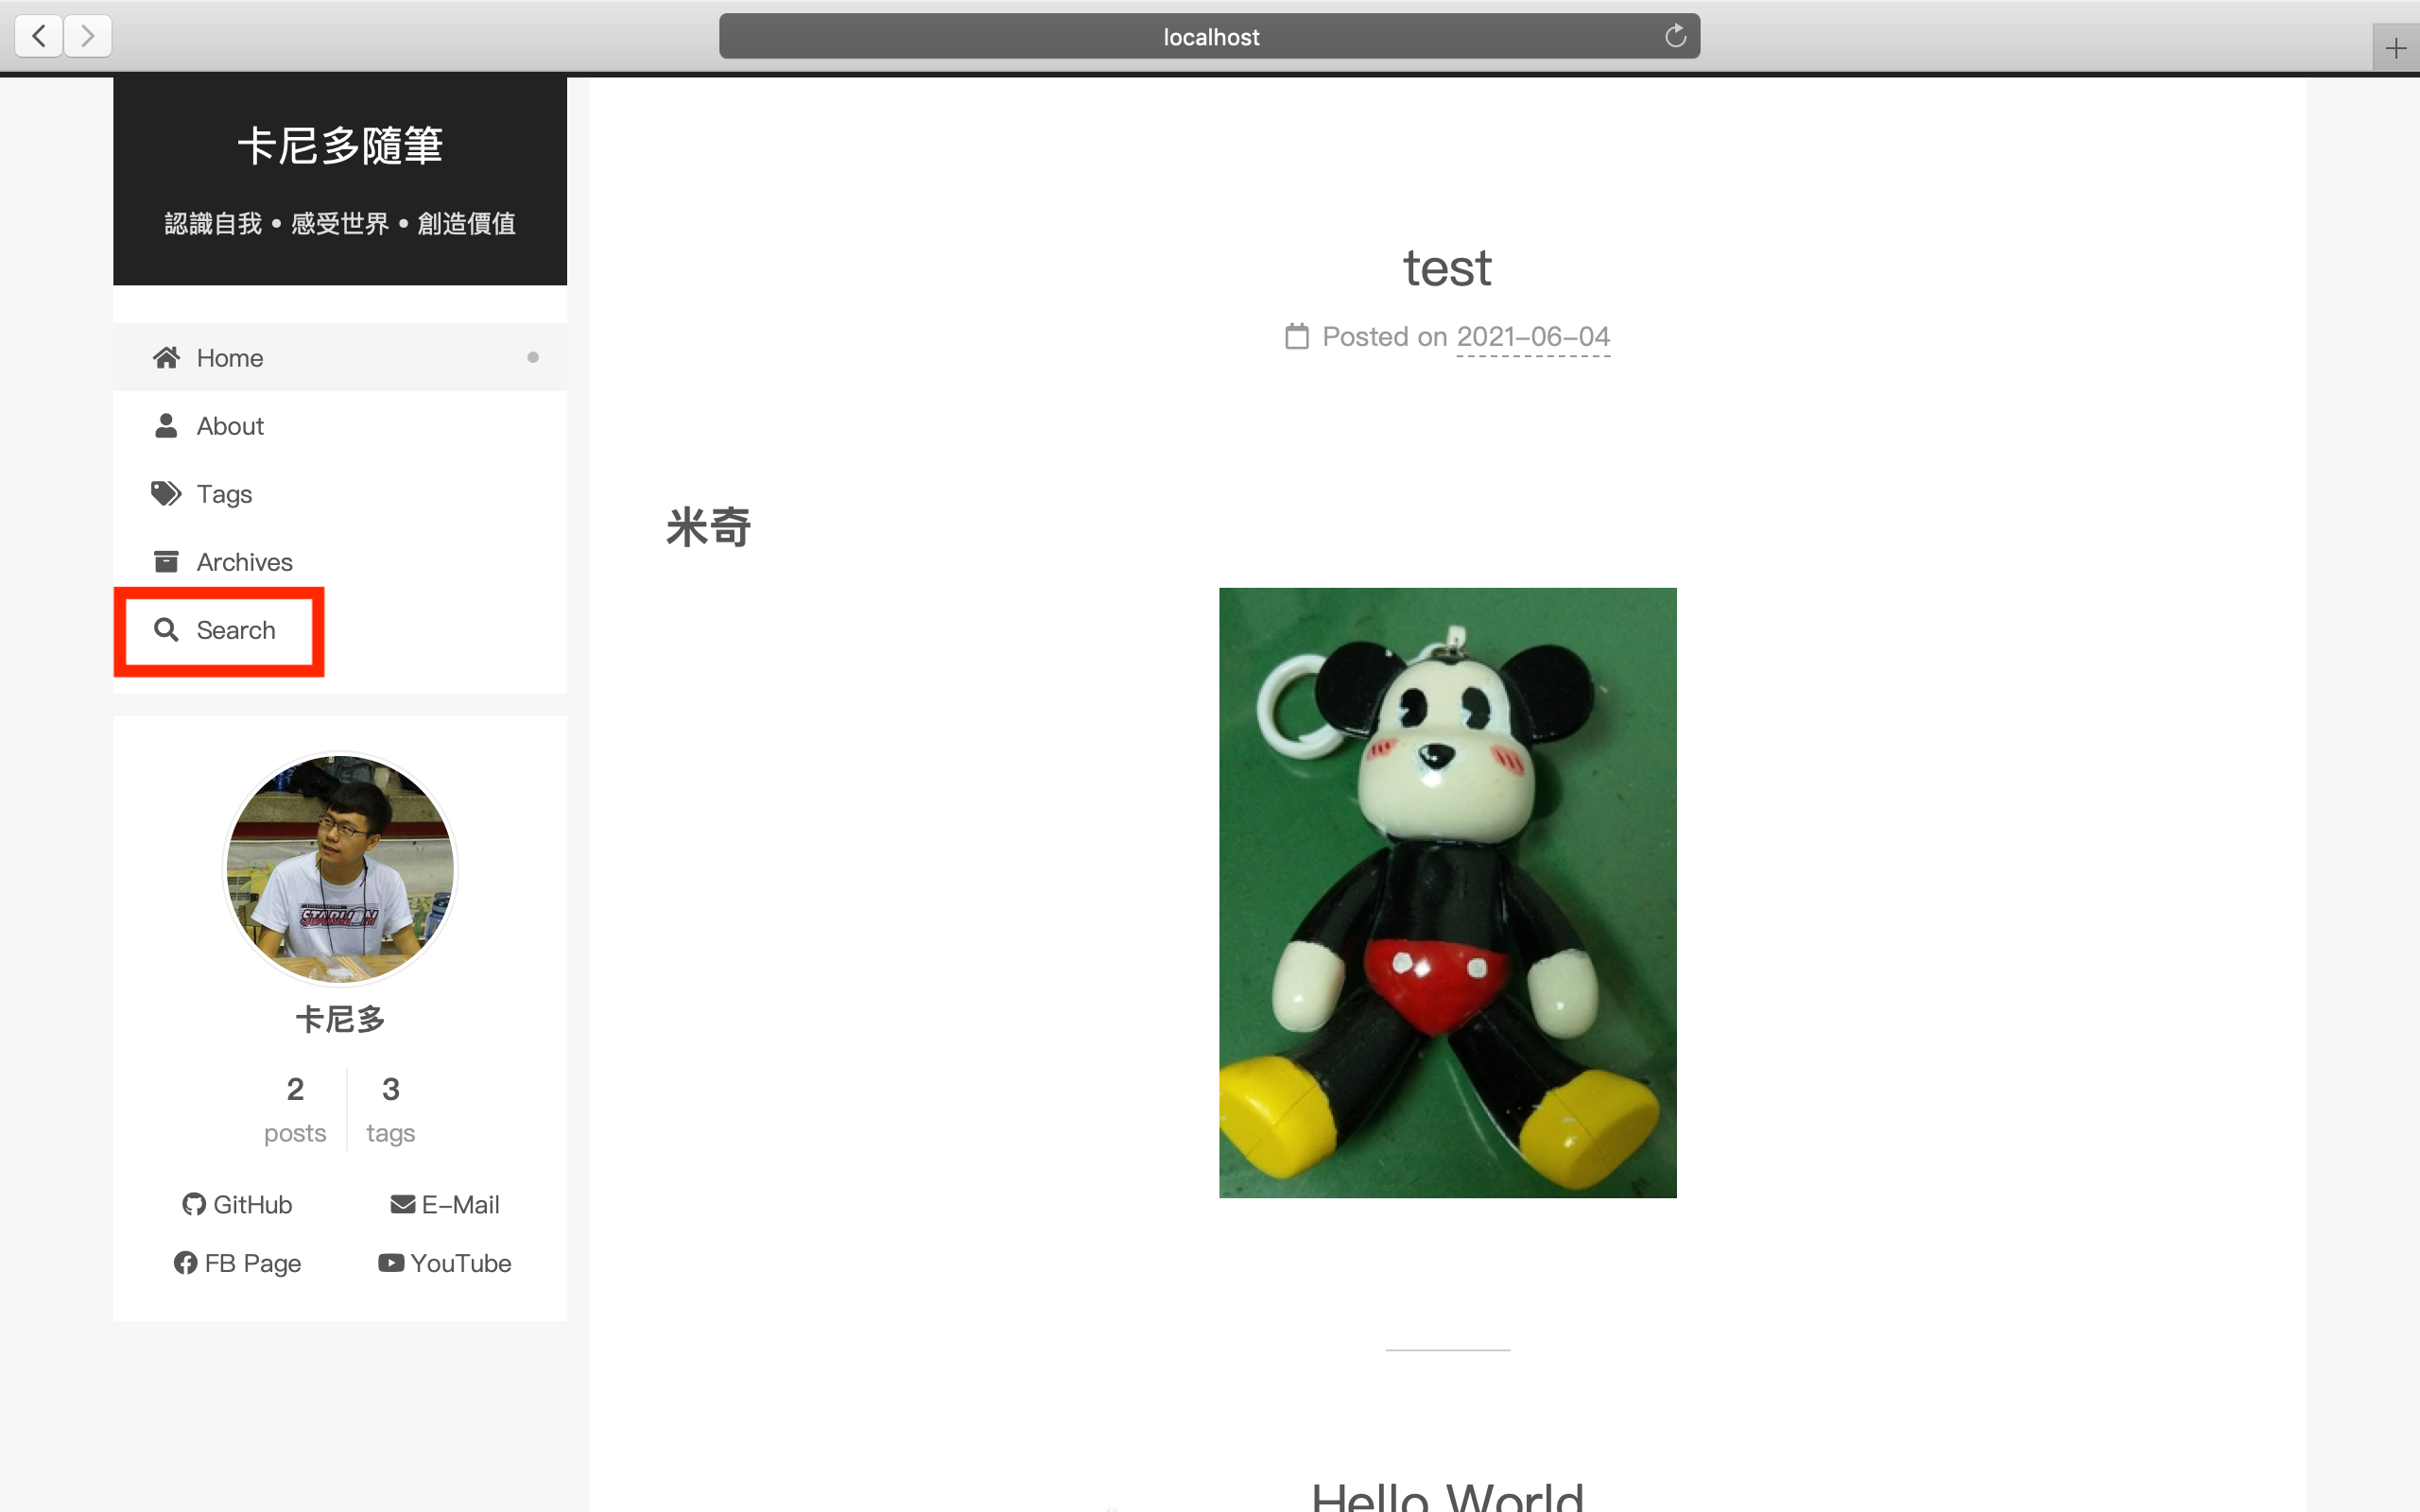 localhost
卡尼多隨筆
認識自我 • 感受世界 • 創造價值
Home
About
Tags
Archives
Search
卡尼多
2
posts
3
tags
GitHub
E-Mail
FB Page
YouTube
test
Posted on 2021-06-04
米奇
Hello World